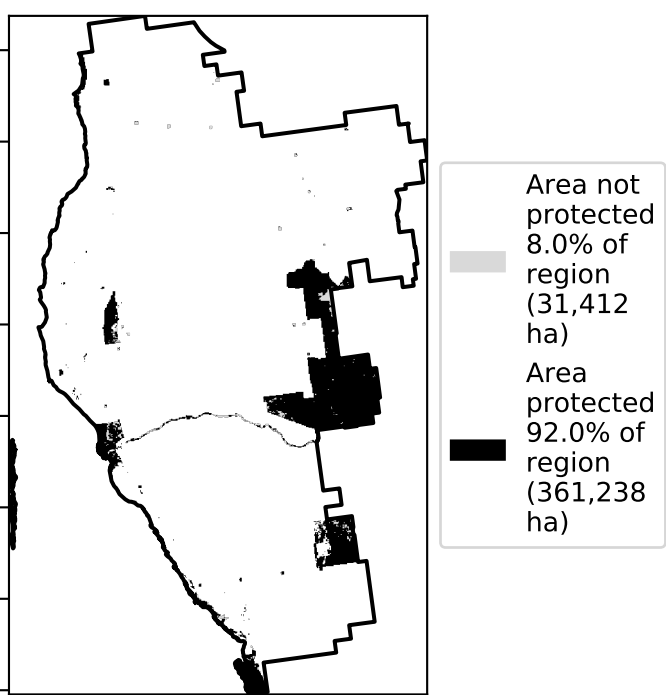 Area not
protected
8.0% of
region
(31,412
ha)
Area
protected
92.0% of
region
(361,238
ha)